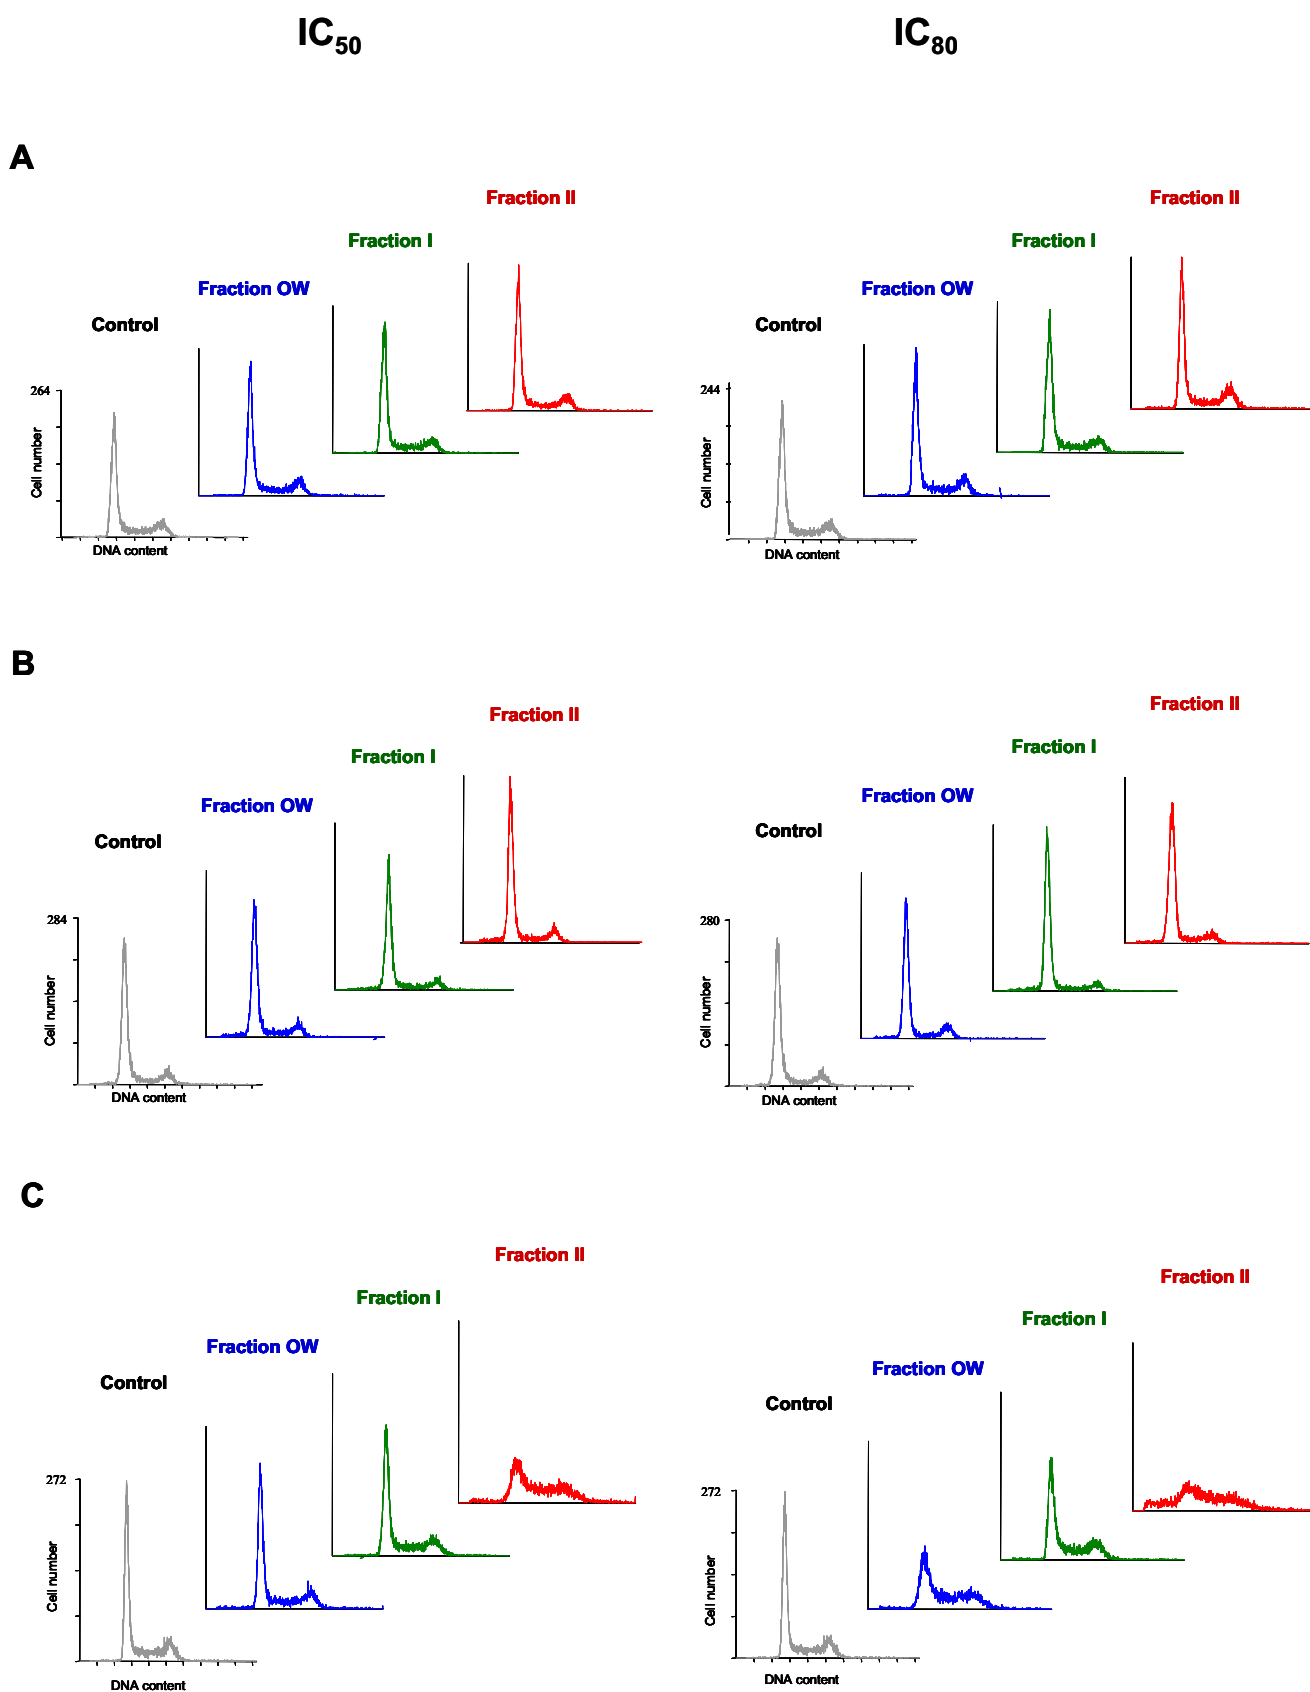 IC50
IC80
A
Fraction II
Fraction I
Fraction OW
Control
264
Cell number
DNA content
Fraction II
Fraction I
Fraction OW
Control
244
Cell number
DNA content
B
Fraction II
Fraction I
Fraction OW
Control
284
Cell number
DNA content
Fraction II
Fraction I
Fraction OW
Control
280
Cell number
DNA content
C
Fraction II
Fraction I
Fraction OW
Control
272
Cell number
DNA content
Fraction II
Fraction I
Fraction OW
Control
272
Cell number
DNA content